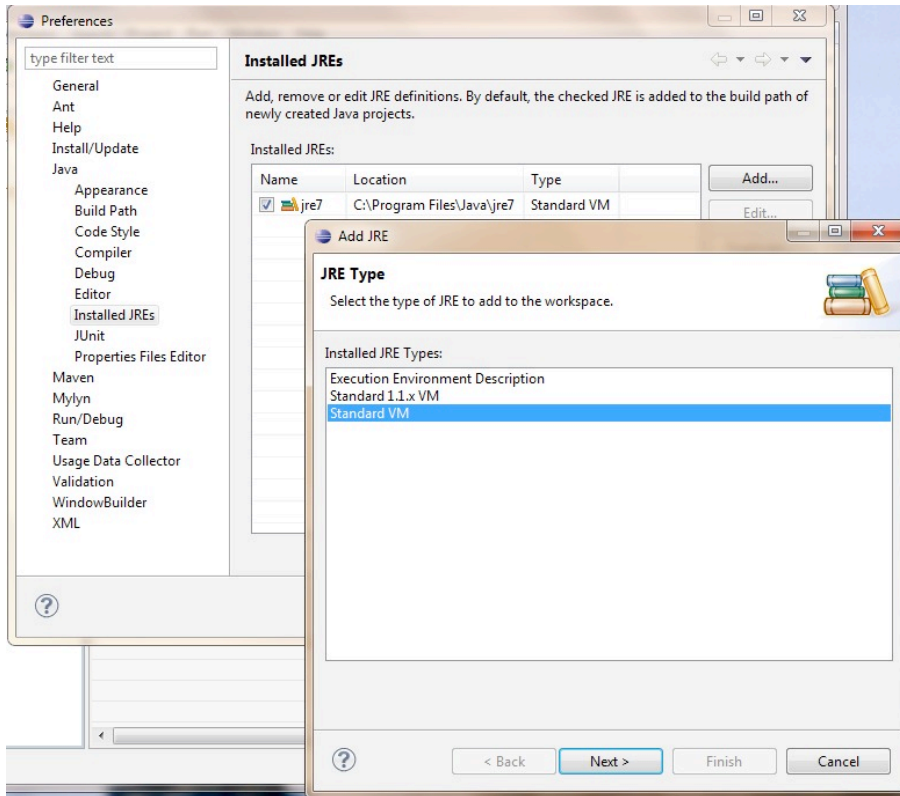 Preferences
type filter text
General
Ant
Help
Install/Update
Java
Appearance
Build Path
Code Style
Compiler
Debug
Editor
Installed JREs
JUnit
Properties Files Editor
Maven
Mylyn
Run/Debug
Team
Usage Data Collector
Validation
WindowBuilder
XML
Installed JREs
Add, remove or edit JRE definitions. By default, the checked JRE is added to the build path of
newly created Java projects.
Installed JREs:
Name Location Type
jre7 C:\Program Files\Java\jre7 Standard VM
Add...
Edit...
Add JRE
JRE Type
Select the type of JRE to add to the workspace.
Installed JRE Types:
Execution Environment Description
Standard 1.1.x VM
Standard VM
< Back Next > Finish Cancel